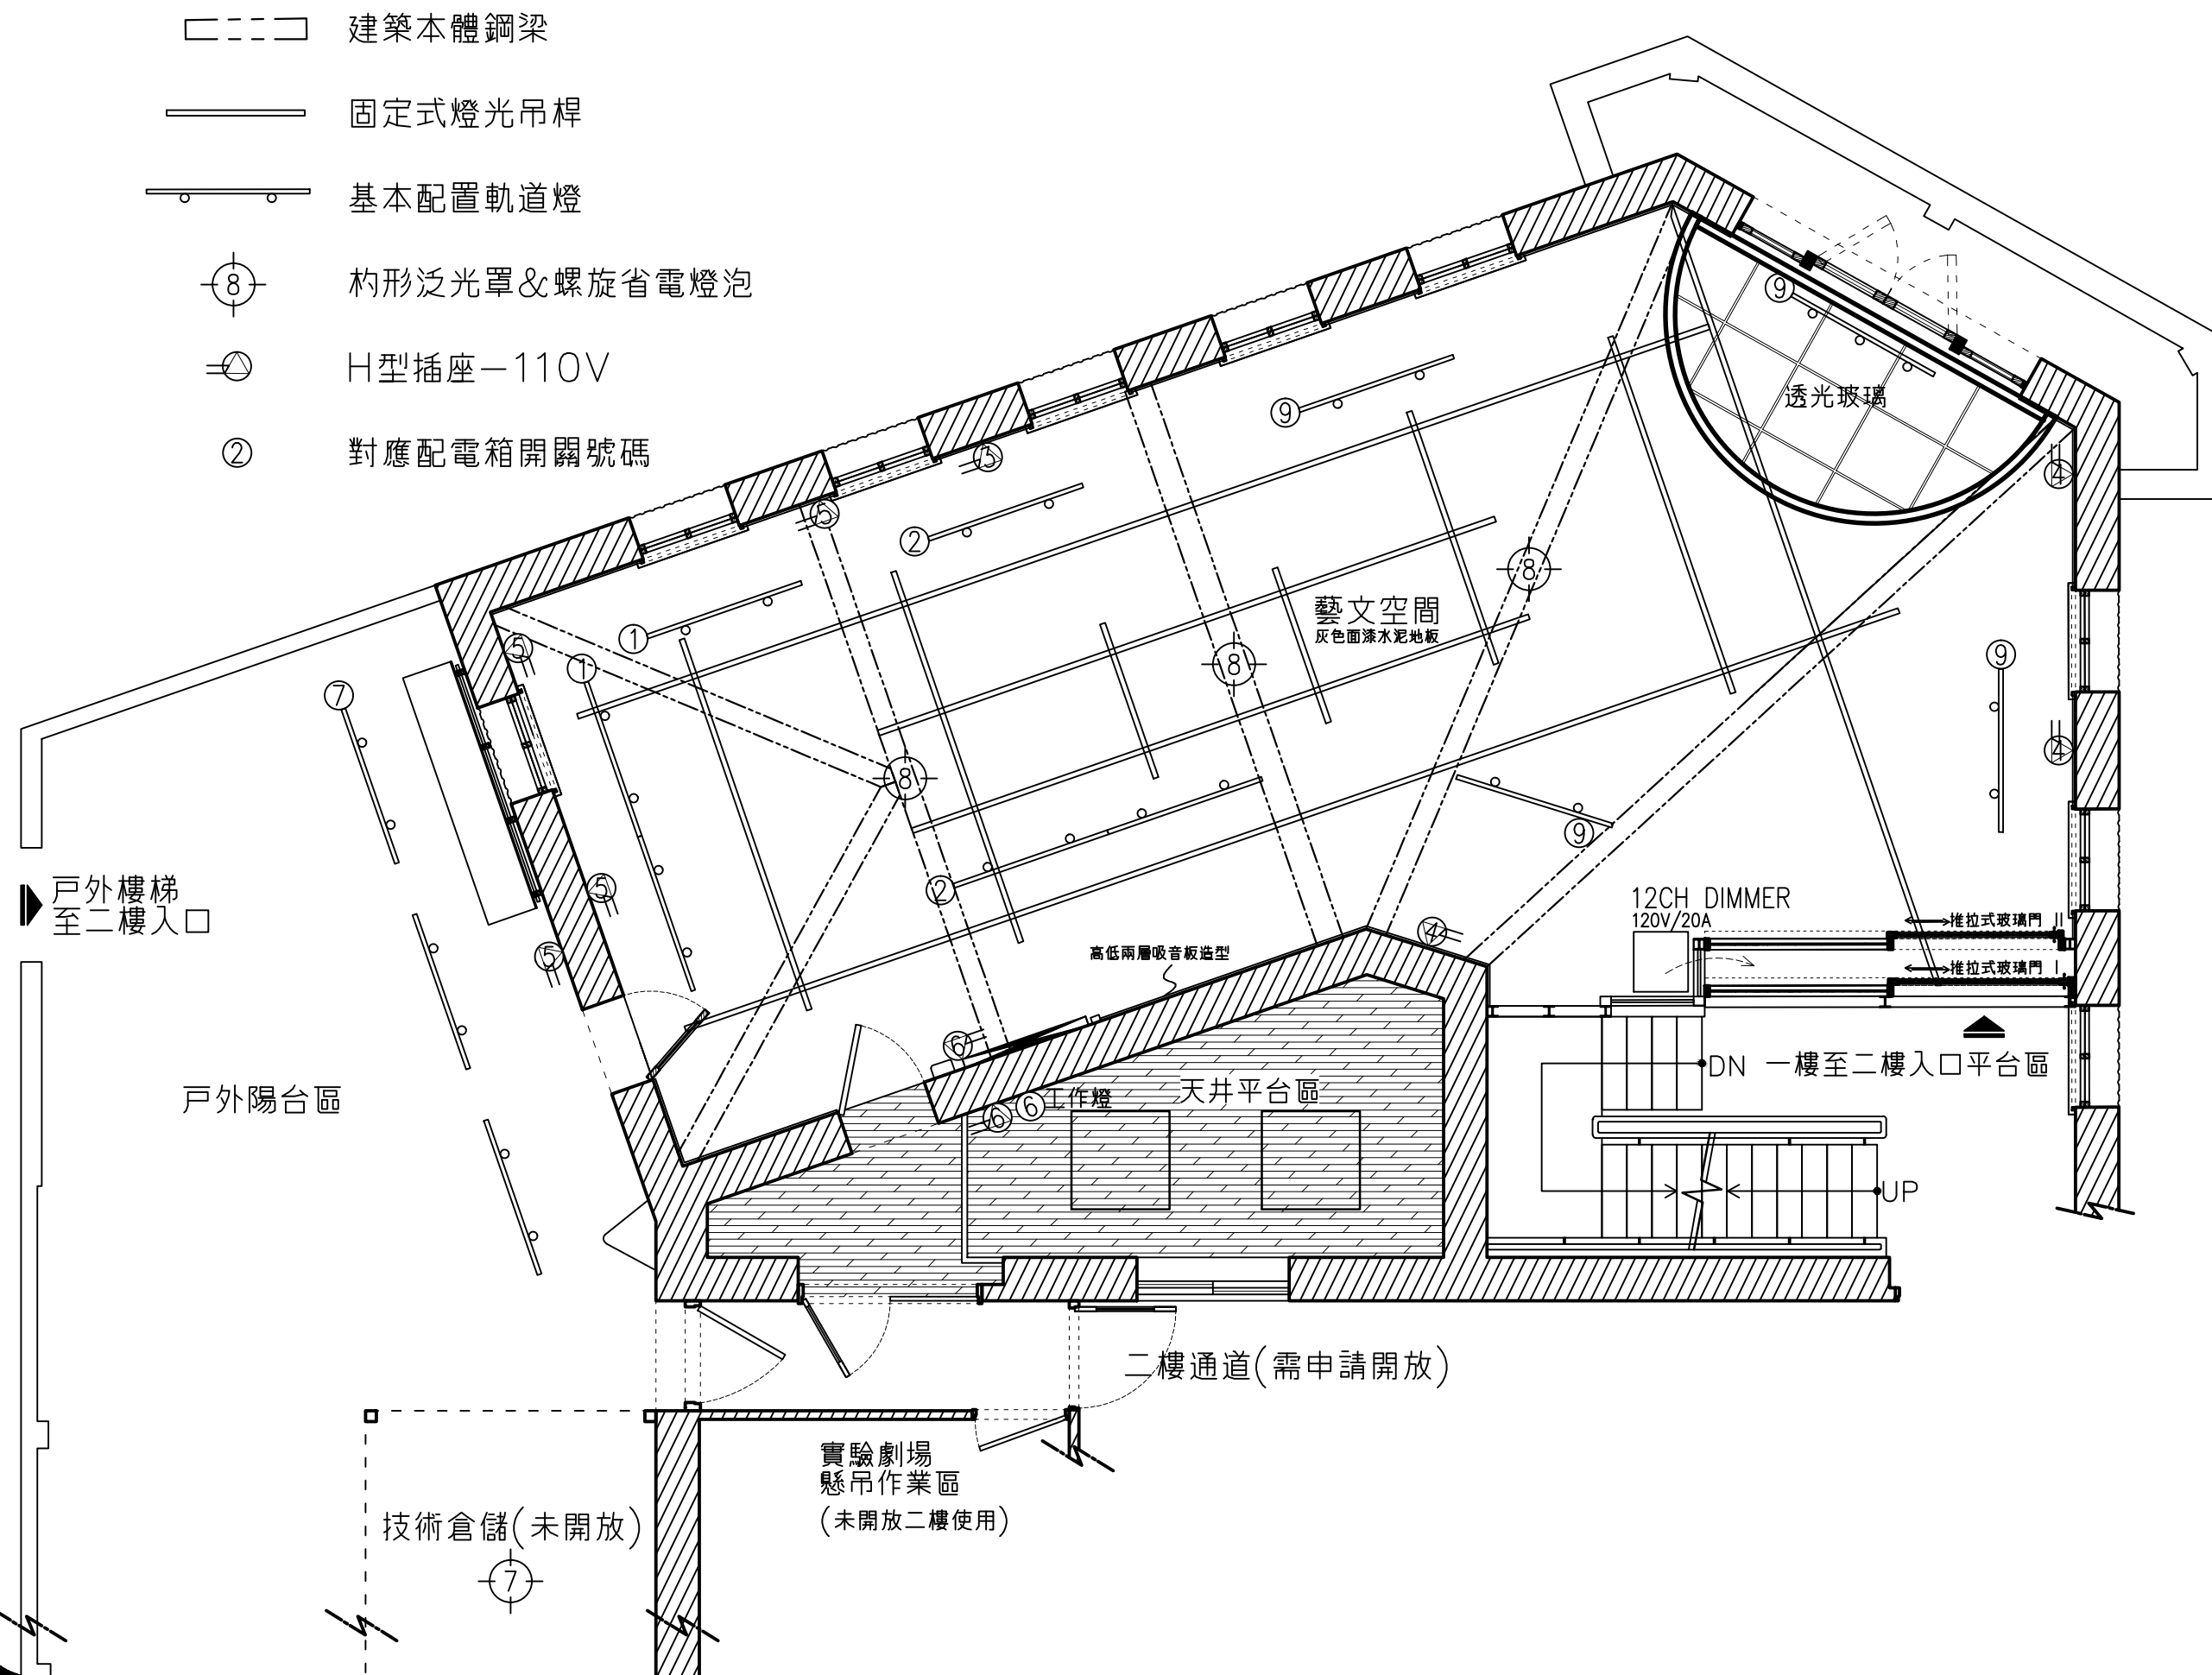 建築本體鋼梁
固定式燈光吊桿
基本配置軌道燈
8
杓形泛光罩&螺旋省電燈泡
H型插座-110V
2
對應配電箱開關號碼
9
透光玻璃
9
3
4
5
2
8
藝文空間
灰色面漆水泥地板
1
5
1
8
9
7
4
8
9
2
5
戶外樓梯
至二樓入口
12CH DIMMER
120V/20A
推拉式玻璃門 II
4
高低兩層吸音板造型
5
推拉式玻璃門 I
6
DN
一樓至二樓入口平台區
戶外陽台區
6
6
工作燈
天井平台區
UP
二樓通道(需申請開放)
實驗劇場
懸吊作業區
(未開放二樓使用)
技術倉儲(未開放)
7